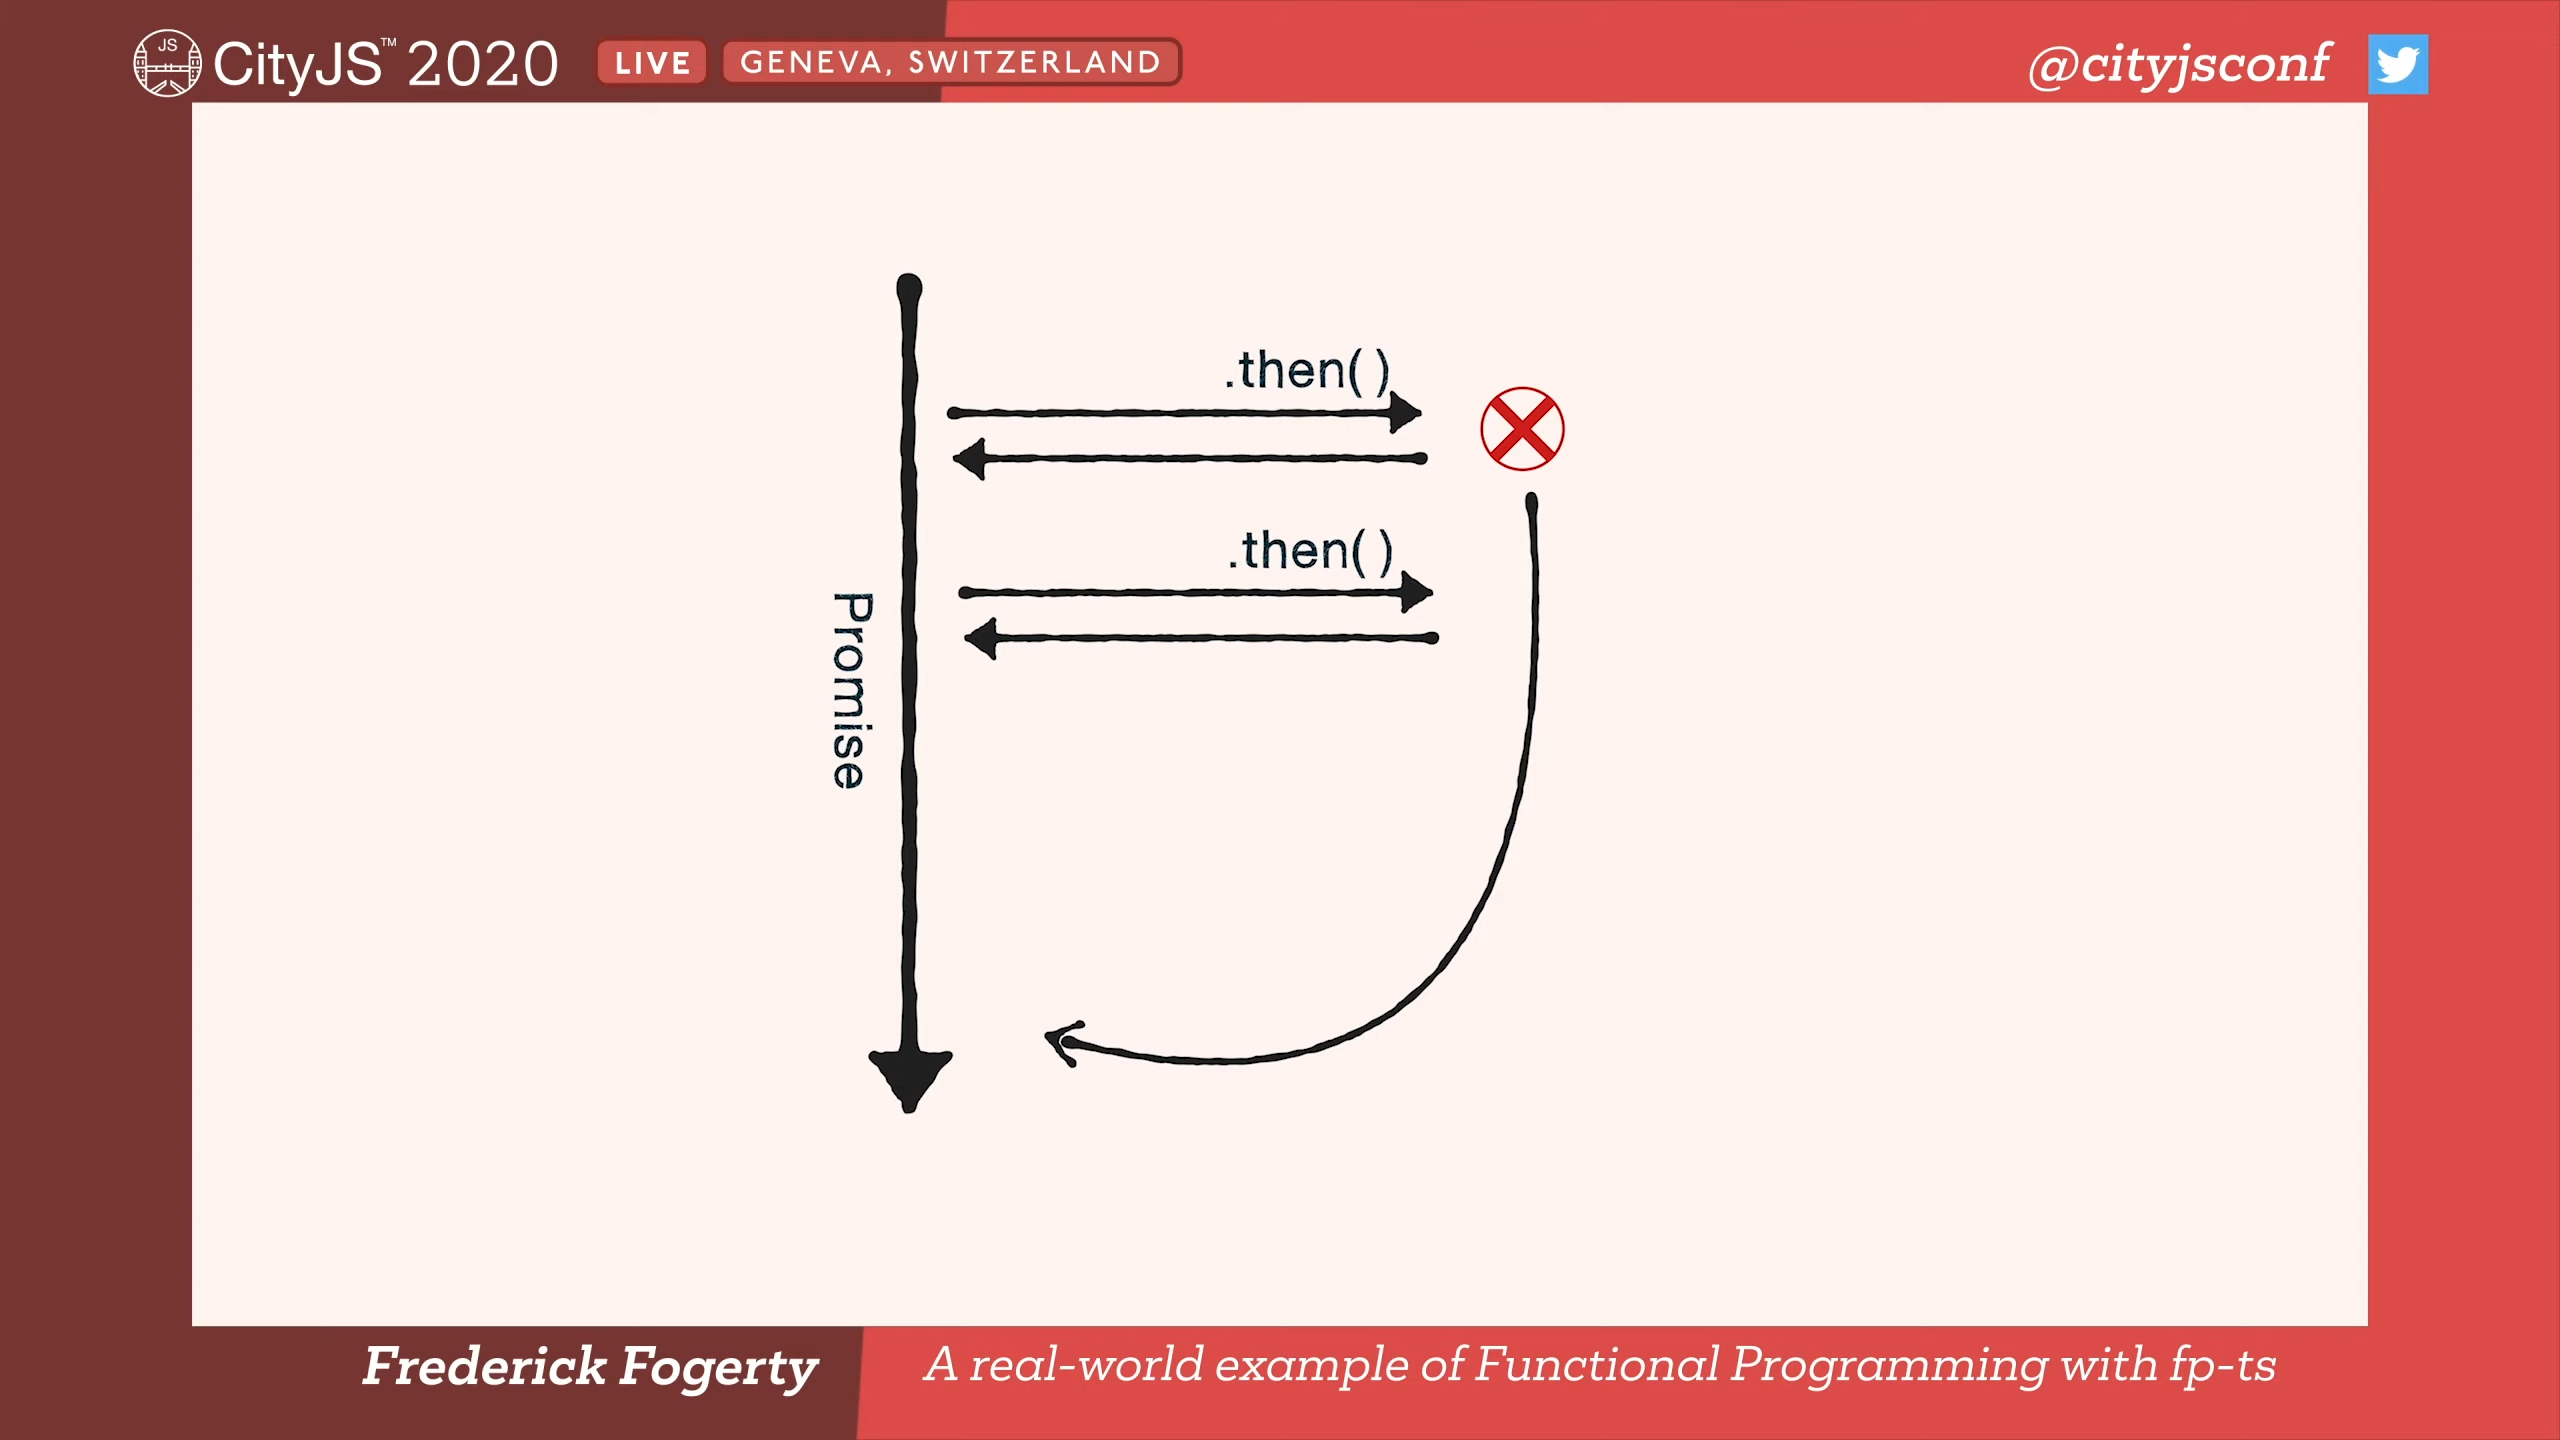 JS
CityJS™ 2020
LIVE
GENEVA, SWITZERLAND
@cityjsconf
.then()
.then()
Promise
Frederick Fogerty
A real-world example of Functional Programming with fp-ts